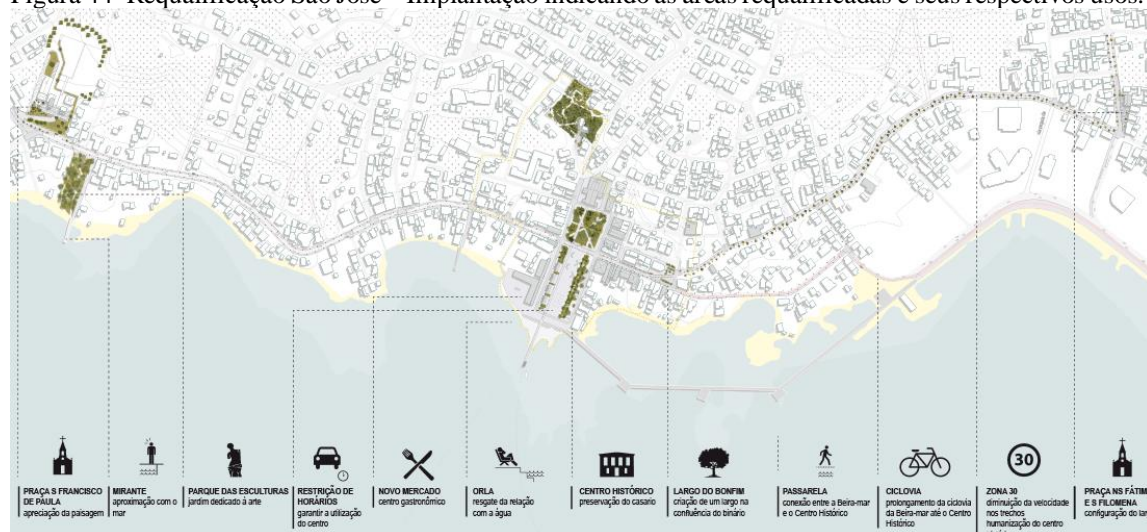 Figura 44- Requalificação São José – Implantação indicando as áreas requalificadas e seus respectivos usos.
PRAÇA S FRANCISCO
DE PAULA
apreciação da paisagem
MIRANTE
aproximação com o
mar
PARQUE DAS ESCULTURAS
jardim dedicado à arte
RESTRIÇÃO DE
HORÁRIOS
garantir a utilização
do centro
NOVO MERCADO
centro gastronômico
ORLA
resgate da relação
com a água
CENTRO HISTÓRICO
preservação do casario
LARGO DO BONFIM
criação de um largo na
confluência do binário
PASSARELA
conexão entre a Beira-mar
e o Centro Histórico
CICLOVIA
prolongamento da ciclovia
da Beira-mar até o Centro
Histórico
30
ZONA 30
diminuição da velocidade
nos trechos
humanização do centro
PRAÇA NS FÁTIM
E S FILOMENA
configuração do